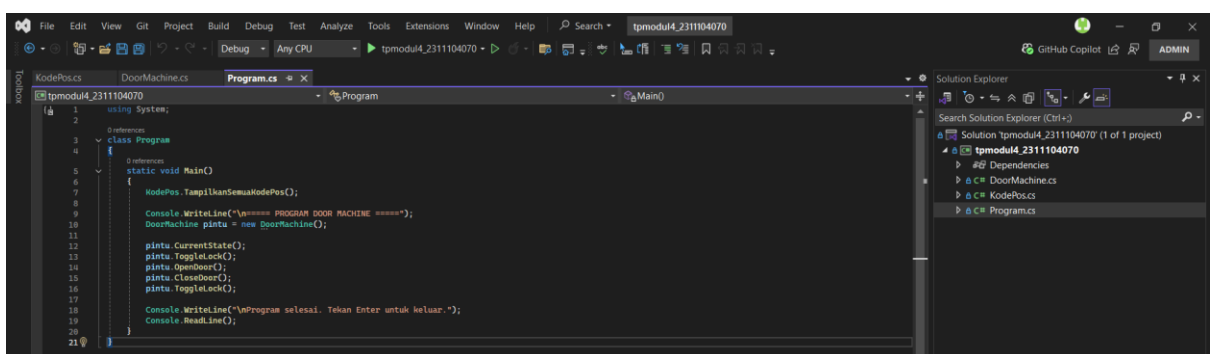 File Edit View Git Project Build Debug Test Analyze Tools Extensions Window Help Search tpmodul4_2311104070
Debug Any CPU tpmodul4_2311104070 GitHub Copilot ADMIN
Toolbox
KodePos.cs DoorMachine.cs Program.cs
tpmodul4_2311104070 Program Main()
1 using System;
2
0 references
3 class Program
4 {
0 references
5 static void Main()
6 {
7 KodePos.TampilkanSemuaKodePos();
8
9 Console.WriteLine("\n===== PROGRAM DOOR MACHINE =====");
10 DoorMachine pintu = new DoorMachine();
11
12 pintu.CurrentState();
13 pintu.ToggleLock();
14 pintu.OpenDoor();
15 pintu.CloseDoor();
16 pintu.ToggleLock();
17
18 Console.WriteLine("\nProgram selesai. Tekan Enter untuk keluar.");
19 Console.ReadLine();
20 }
21 }
Solution Explorer
Search Solution Explorer (Ctrl+;)
Solution 'tpmodul4_2311104070' (1 of 1 project)
tpmodul4_2311104070
Dependencies
C# DoorMachine.cs
C# KodePos.cs
C# Program.cs